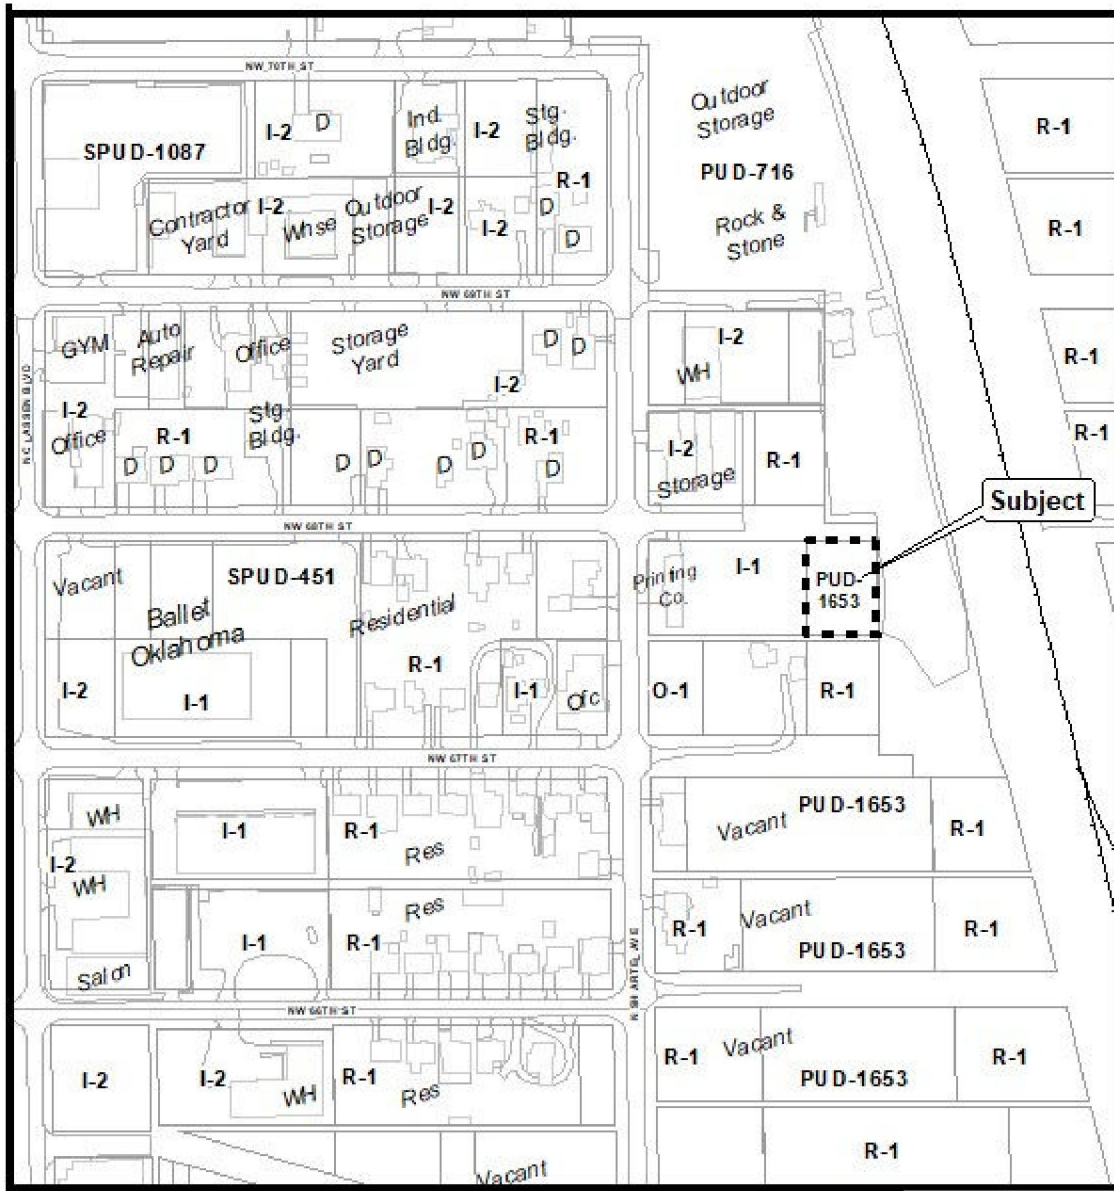 NW 70TH ST
SPUD-1087
I-2
D
Ind.
Bldg.
I-2
Stg.
Bldg.
R-1
Outdoor
Storage
PUD-716
Rock &
Stone
R-1
R-1
Contractor
Yard
I-2
Whse
Outdoor
Storage
I-2
I-2
D
D
NW 69TH ST
GYM
Auto
Repair
Office
Storage
Yard
D
D
I-2
I-2
WH
R-1
N CLASSEN BLVD
I-2
Office
R-1
Stg.
Bldg.
D
D
D
D
D
D
D
R-1
D
I-2
Storage
R-1
R-1
Subject
NW 68TH ST
Vacant
SPUD-451
Ballet
Oklahoma
Residential
Printing
Co.
I-1
PUD-
1653
I-2
I-1
R-1
I-1
Ofc
O-1
R-1
NW 67TH ST
WH
I-1
R-1
Res
Vacant
PUD-1653
R-1
I-2
WH
Salon
I-1
R-1
Res
R-1
Vacant
PUD-1653
R-1
N SHARTEL AVE
NW 66TH ST
I-2
I-2
WH
R-1
Res
R-1
Vacant
PUD-1653
R-1
Vacant
R-1